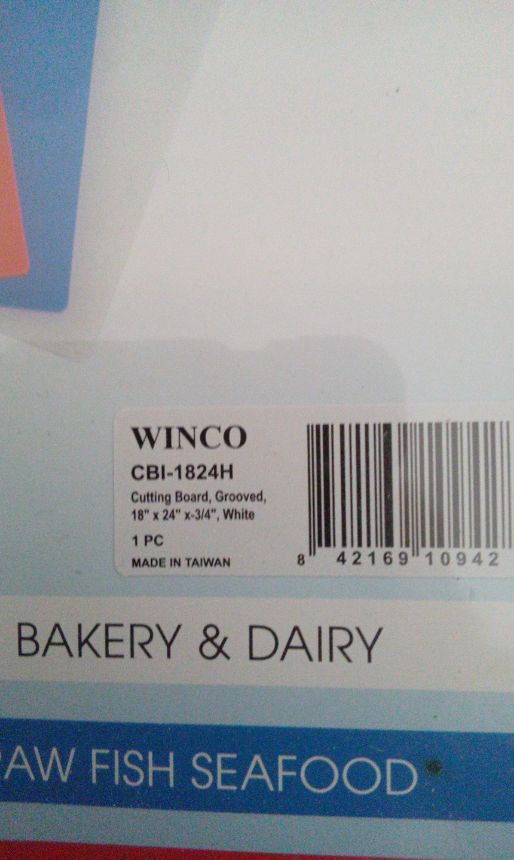 WINCO
CBI-1824H
Cutting Board, Grooved,
18" x 24" x-3/4", White
1 PC
MADE IN TAIWAN
8 42169 10942
BAKERY & DAIRY
RAW FISH SEAFOOD*